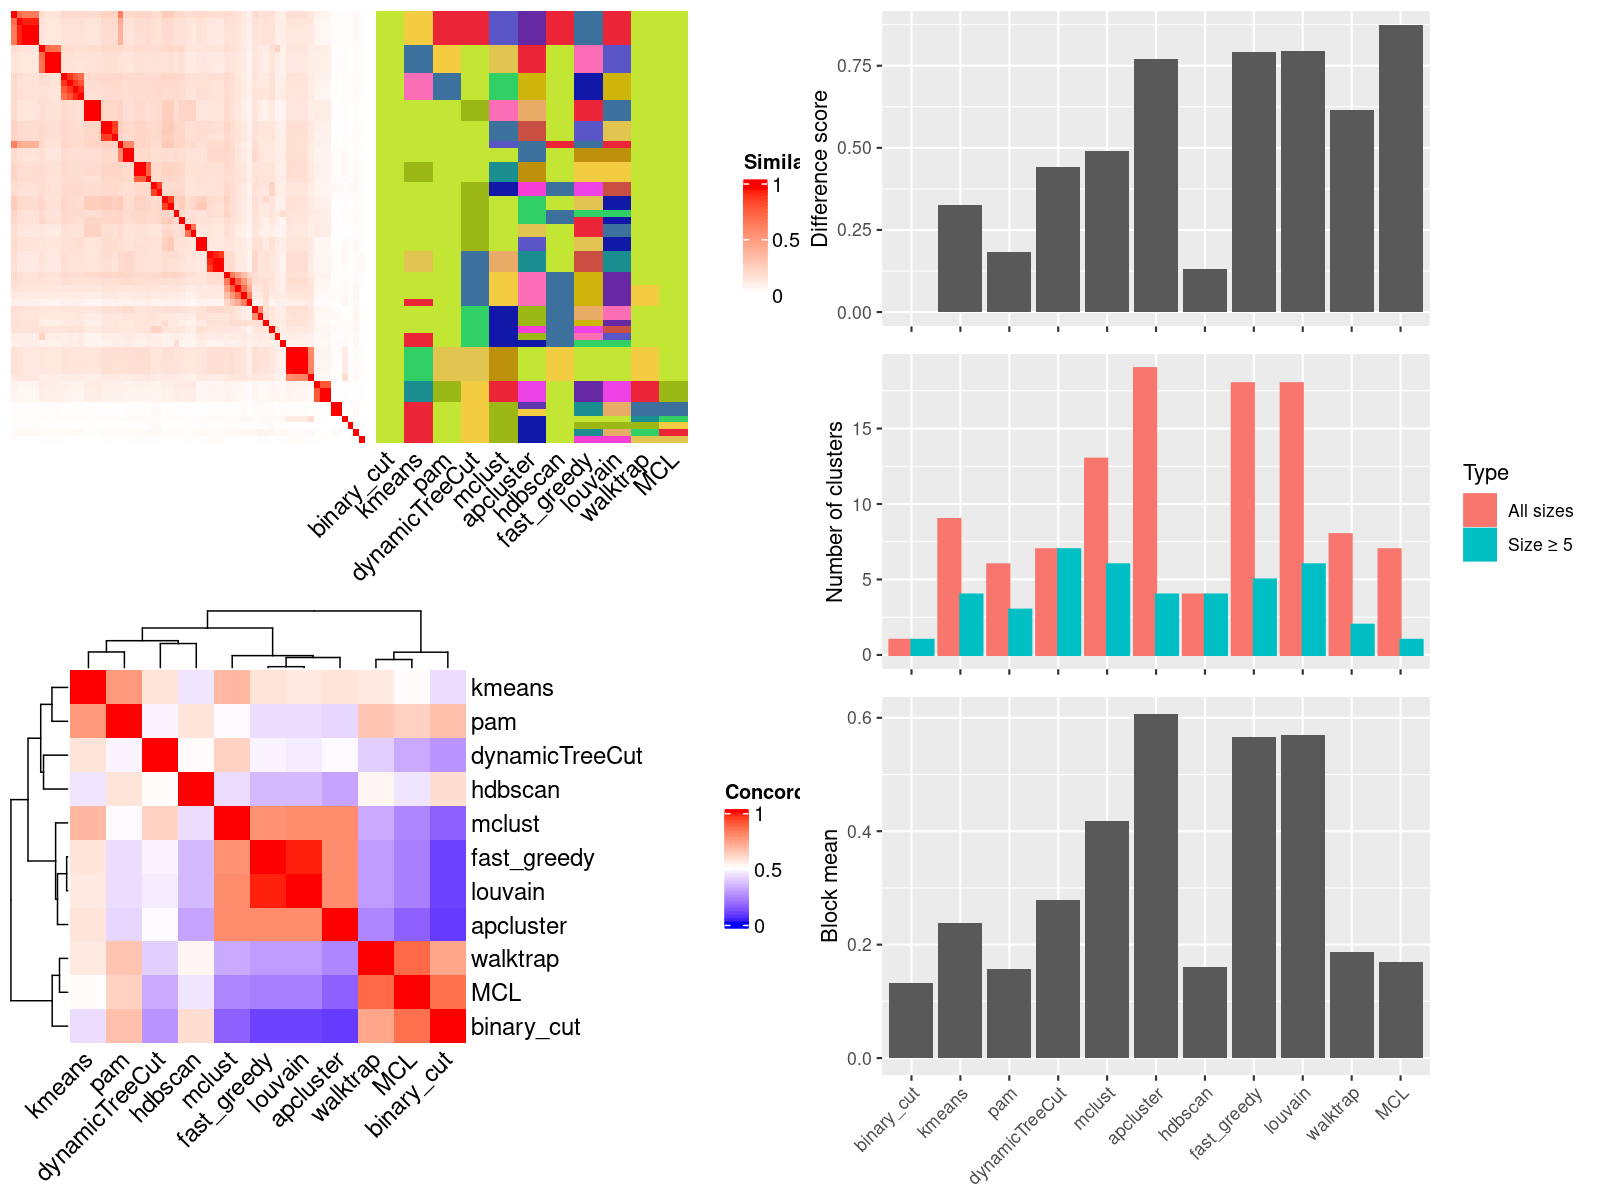 Simila
1
0.5
0
binary_cut
kmeans
pam
dynamicTreeCut
mclust
apcluster
hdbscan
fast_greedy
louvain
walktrap
MCL
Difference score
0.75
0.50
0.25
0.00
Number of clusters
15
10
5
0
Type
All sizes
Size ≥ 5
kmeans
pam
dynamicTreeCut
hdbscan
mclust
fast_greedy
louvain
apcluster
walktrap
MCL
binary_cut
kmeans
pam
dynamicTreeCut
hdbscan
mclust
fast_greedy
louvain
apcluster
walktrap
MCL
binary_cut
Concord
1
0.5
0
Block mean
0.6
0.4
0.2
0.0
binary_cut
kmeans
pam
dynamicTreeCut
mclust
apcluster
hdbscan
fast_greedy
louvain
walktrap
MCL